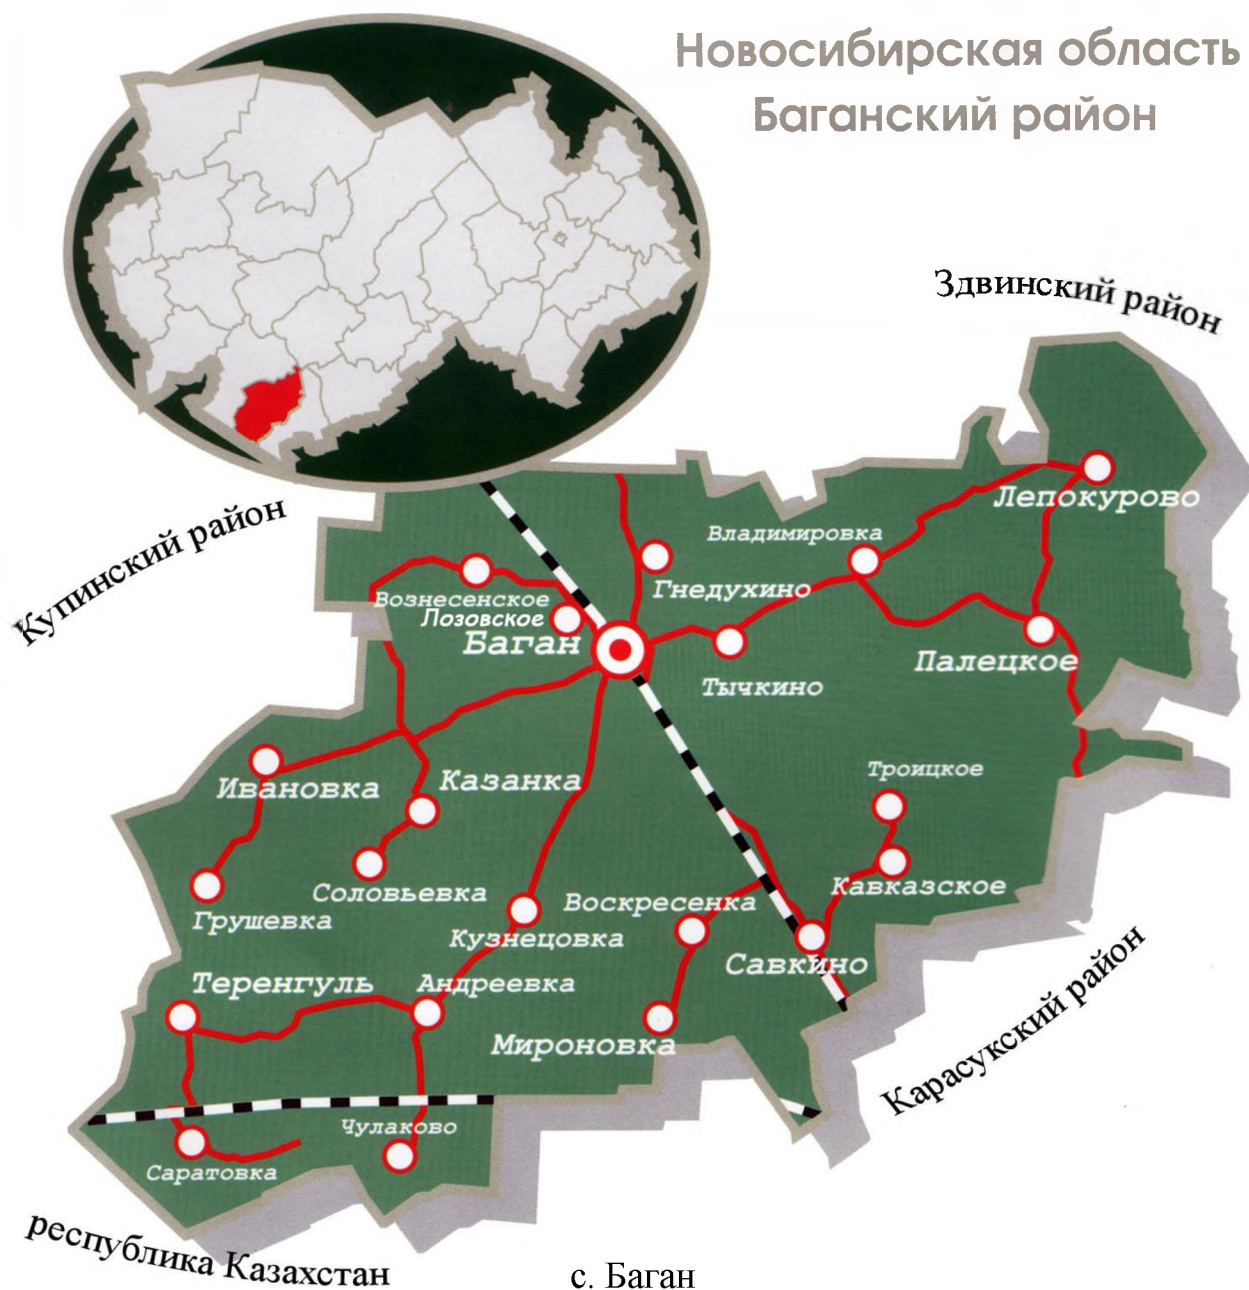 Новосибирская область
Баганский район
Здвинский район
Купинский район
Лепокурово
Владимировка
Гнедухино
Вознесенское
Лозовское
Баган
Палецкое
Тычкино
Троицкое
Ивановка
Казанка
Кавказское
Соловьевка
Воскресенка
Грушевка
Кузнецовка
Савкино
Теренгуль
Андреевка
Мироновка
Карасукский район
Чулаково
Саратовка
республика Казахстан
с. Баган